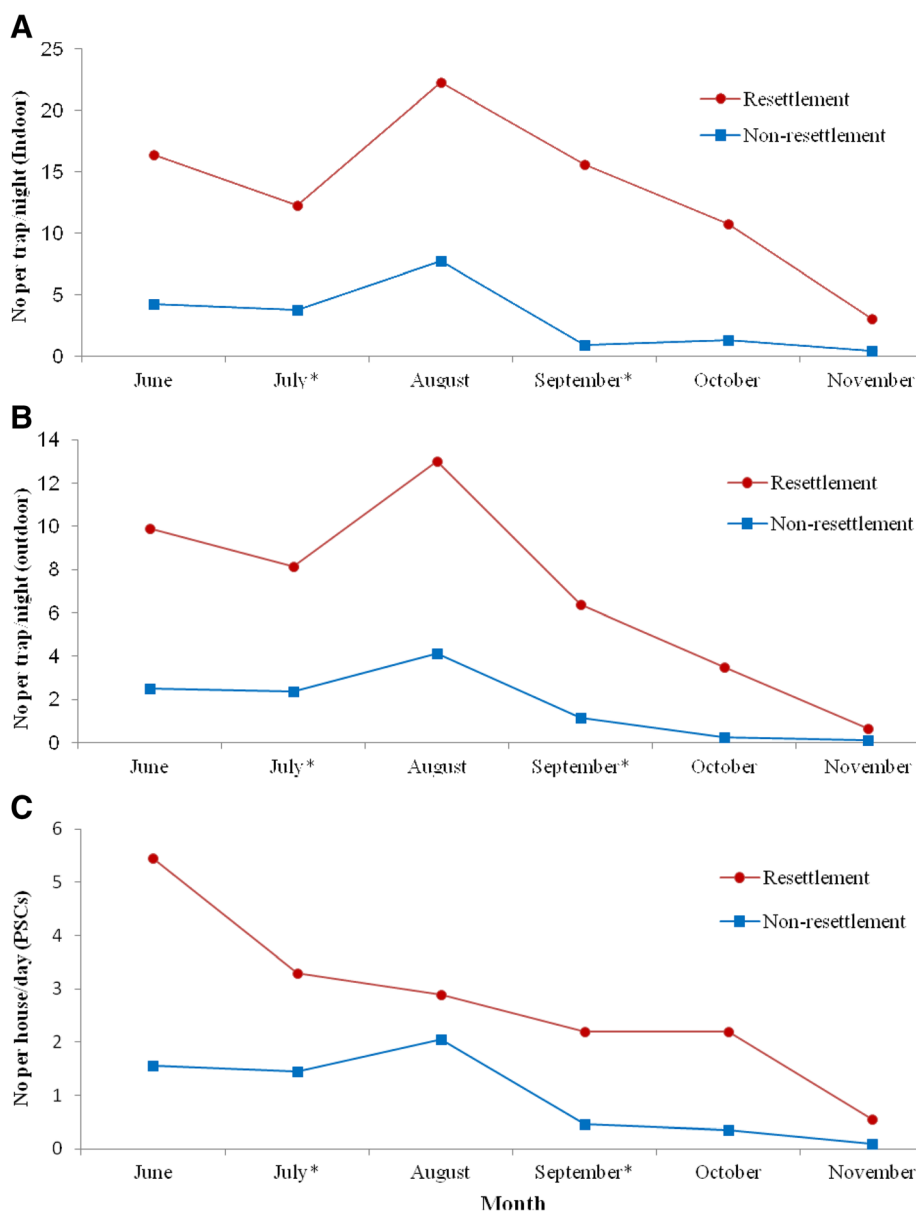 A
No per trap/night (Indoor)
25
20
15
10
5
0
Resettlement
Non-resettlement
June July* August September* October November
B
No per trap/night (outdoor)
14
12
10
8
6
4
2
0
Resettlement
Non-resettlement
June July* August September* October November
C
No per house/day (PSCs)
6
5
4
3
2
1
0
Resettlement
Non-resettlement
June July* August September* October November
Month